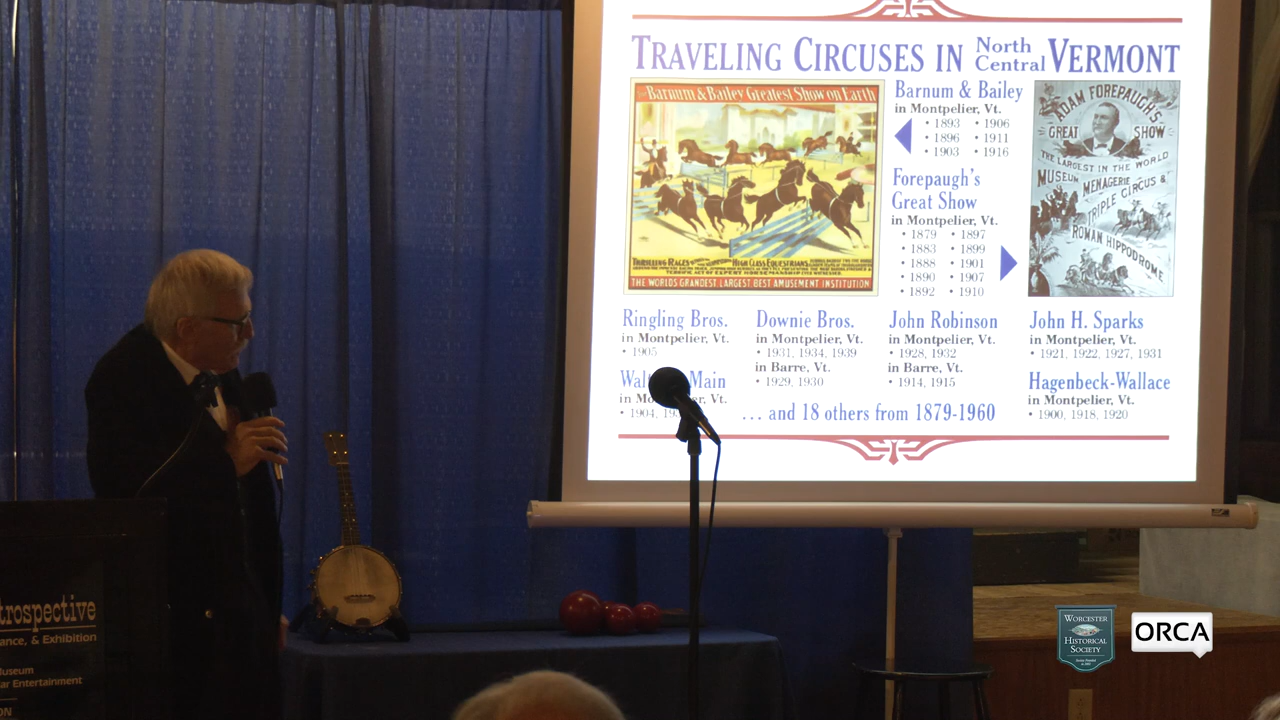 TRAVELING CIRCUSES IN North Central VERMONT
BARNUM & BAILEY GREATEST SHOW ON EARTH
THE WORLDS GRANDEST LARGEST BEST AMUSEMENT INSTITUTION
Barnum & Bailey
in Montpelier, Vt.
• 1893 • 1906
• 1896 • 1911
• 1903 • 1916
Forepaugh's
Great Show
in Montpelier, Vt.
• 1879 • 1897
• 1883 • 1899
• 1888 • 1901
• 1890 • 1907
• 1892 • 1910
ADAM FOREPAUGH'S
GREAT SHOW
THE LARGEST IN THE WORLD
MUSEUM MENAGERIE
TRIPLE CIRCUS &
ROMAN HIPPODROME
Ringling Bros.
in Montpelier, Vt.
• 1905
Downie Bros.
in Montpelier, Vt.
• 1931, 1934, 1939
in Barre, Vt.
• 1929, 1930
John Robinson
in Montpelier, Vt.
• 1928, 1932
in Barre, Vt.
• 1914, 1915
John H. Sparks
in Montpelier, Vt.
• 1921, 1922, 1927, 1931
Main
• 1904,
Hagenbeck-Wallace
in Montpelier, Vt.
• 1900, 1918, 1920
... and 18 others from 1879-1960
trospective
ance, & Exhibition
Museum
ar Entertainment
ON
WORCESTER
HISTORICAL
SOCIETY
ORCA